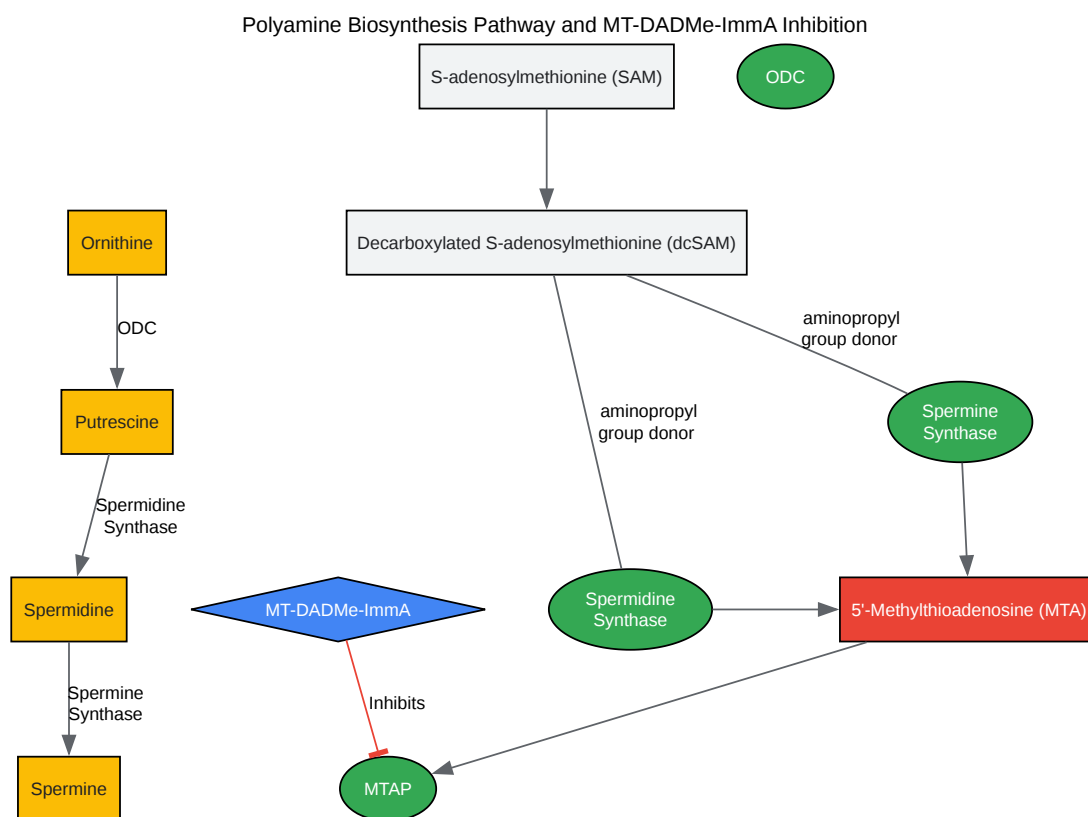 Polyamine Biosynthesis Pathway and MT-DADMe-ImmA Inhibition
S-adenosylmethionine (SAM)
ODC
Ornithine
Decarboxylated S-adenosylmethionine (dcSAM)
ODC
aminopropyl
group donor
Putrescine
aminopropyl
group donor
Spermine
Synthase
Spermidine
Synthase
Spermidine
MT-DADMe-ImmA
Spermidine
Synthase
5'-Methylthioadenosine (MTA)
Spermine
Synthase
Inhibits
Spermine
MTAP